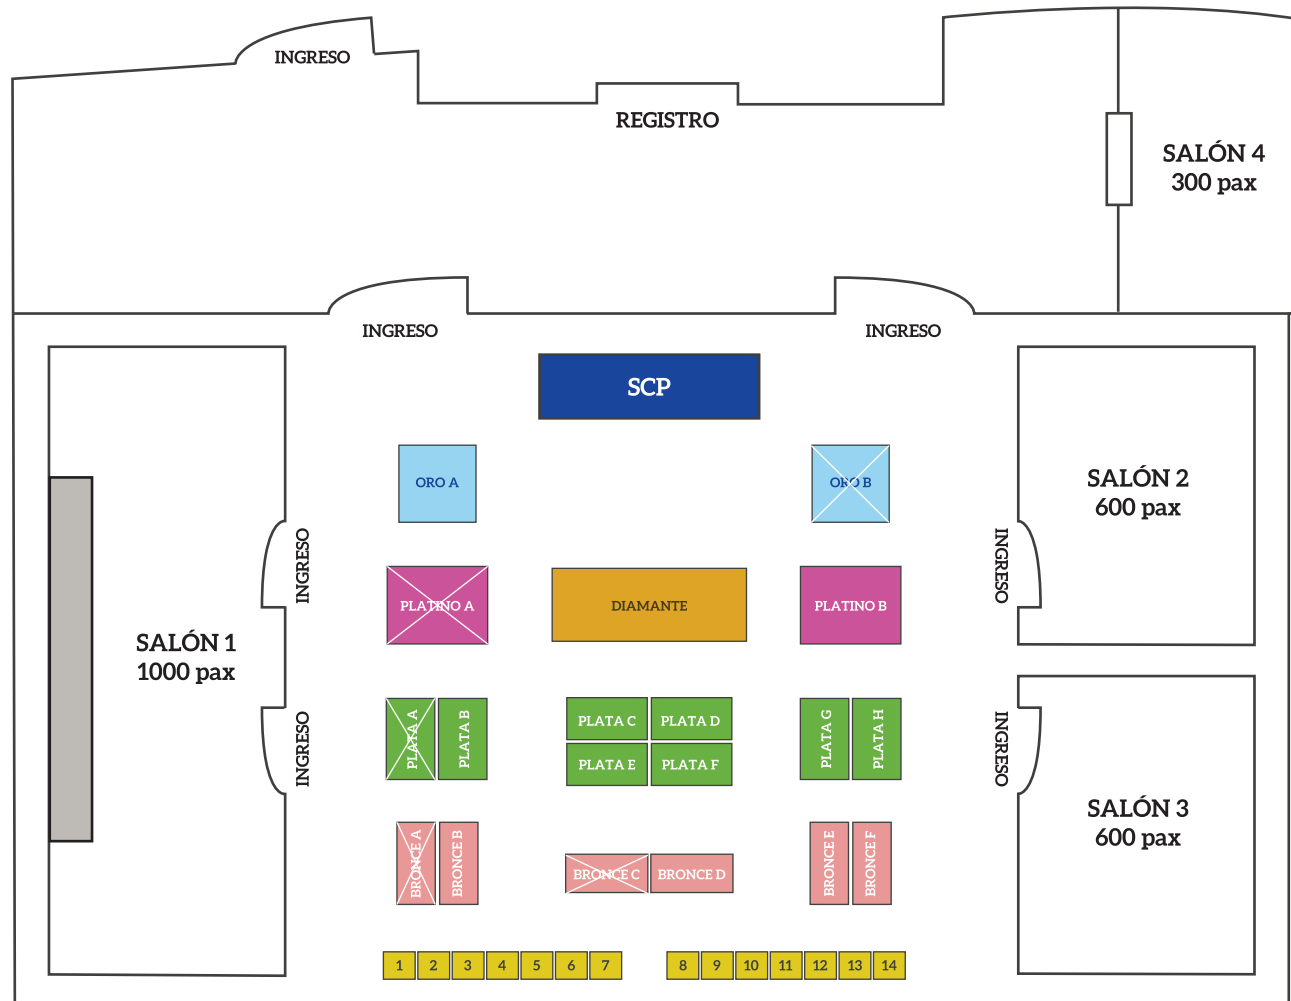 INGRESO
REGISTRO
SALÓN 4
300 pax
INGRESO
INGRESO
SCP
ORO A
ORO B
SALÓN 2
600 pax
INGRESO
INGRESO
PLATINO A
DIAMANTE
PLATINO B
SALÓN 1
1000 pax
INGRESO
INGRESO
PLATA A
PLATA B
PLATA C
PLATA D
PLATA E
PLATA F
PLATA G
PLATA H
SALÓN 3
600 pax
BRONCE A
BRONCE B
BRONCE C
BRONCE D
BRONCE E
BRONCE F
1 2 3 4 5 6 7
8 9 10 11 12 13 14